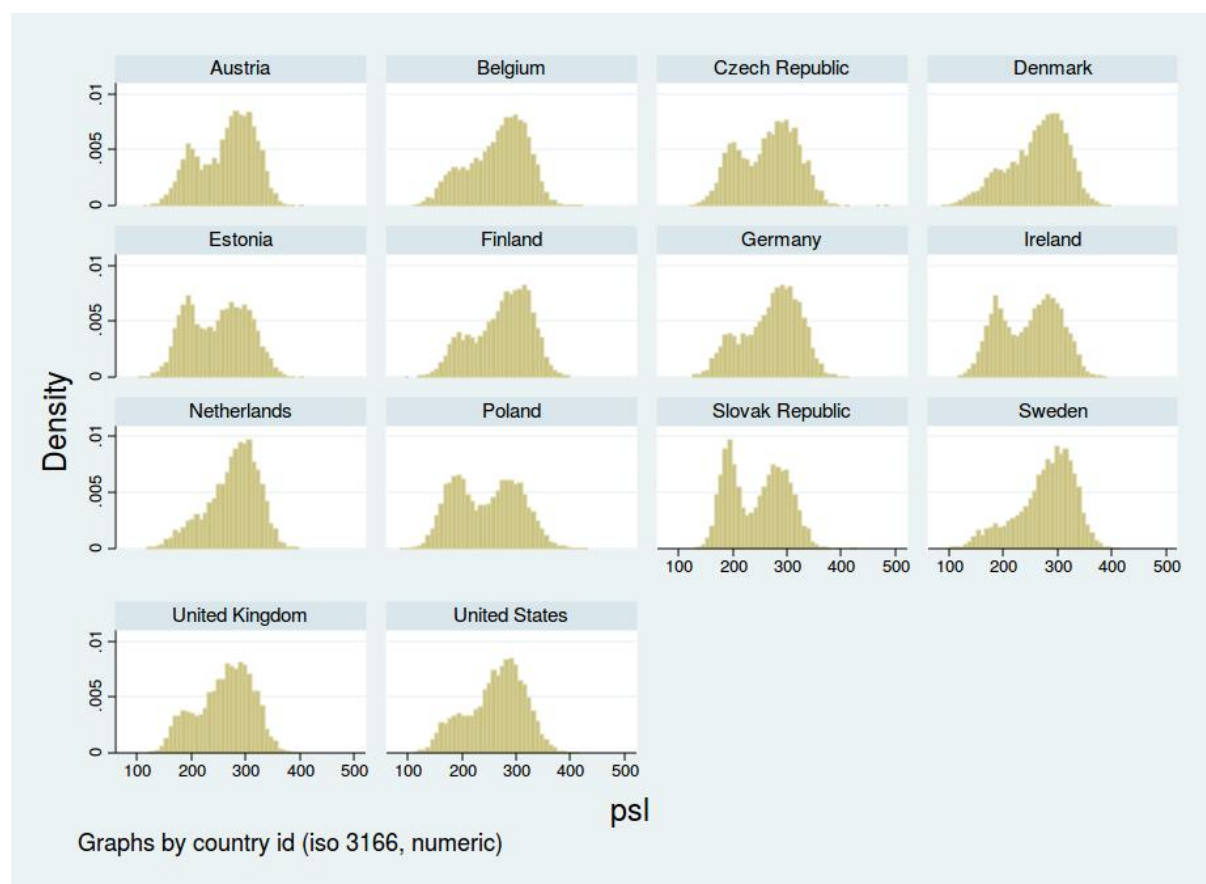 Austria Belgium Czech Republic Denmark
.01
.005
0
Estonia Finland Germany Ireland
.01
.005
0
Netherlands Poland Slovak Republic Sweden
.01
.005
0
100 200 300 400 500 100 200 300 400 500
United Kingdom United States
.01
.005
0
100 200 300 400 500 100 200 300 400 500
Density
psl
Graphs by country id (iso 3166, numeric)